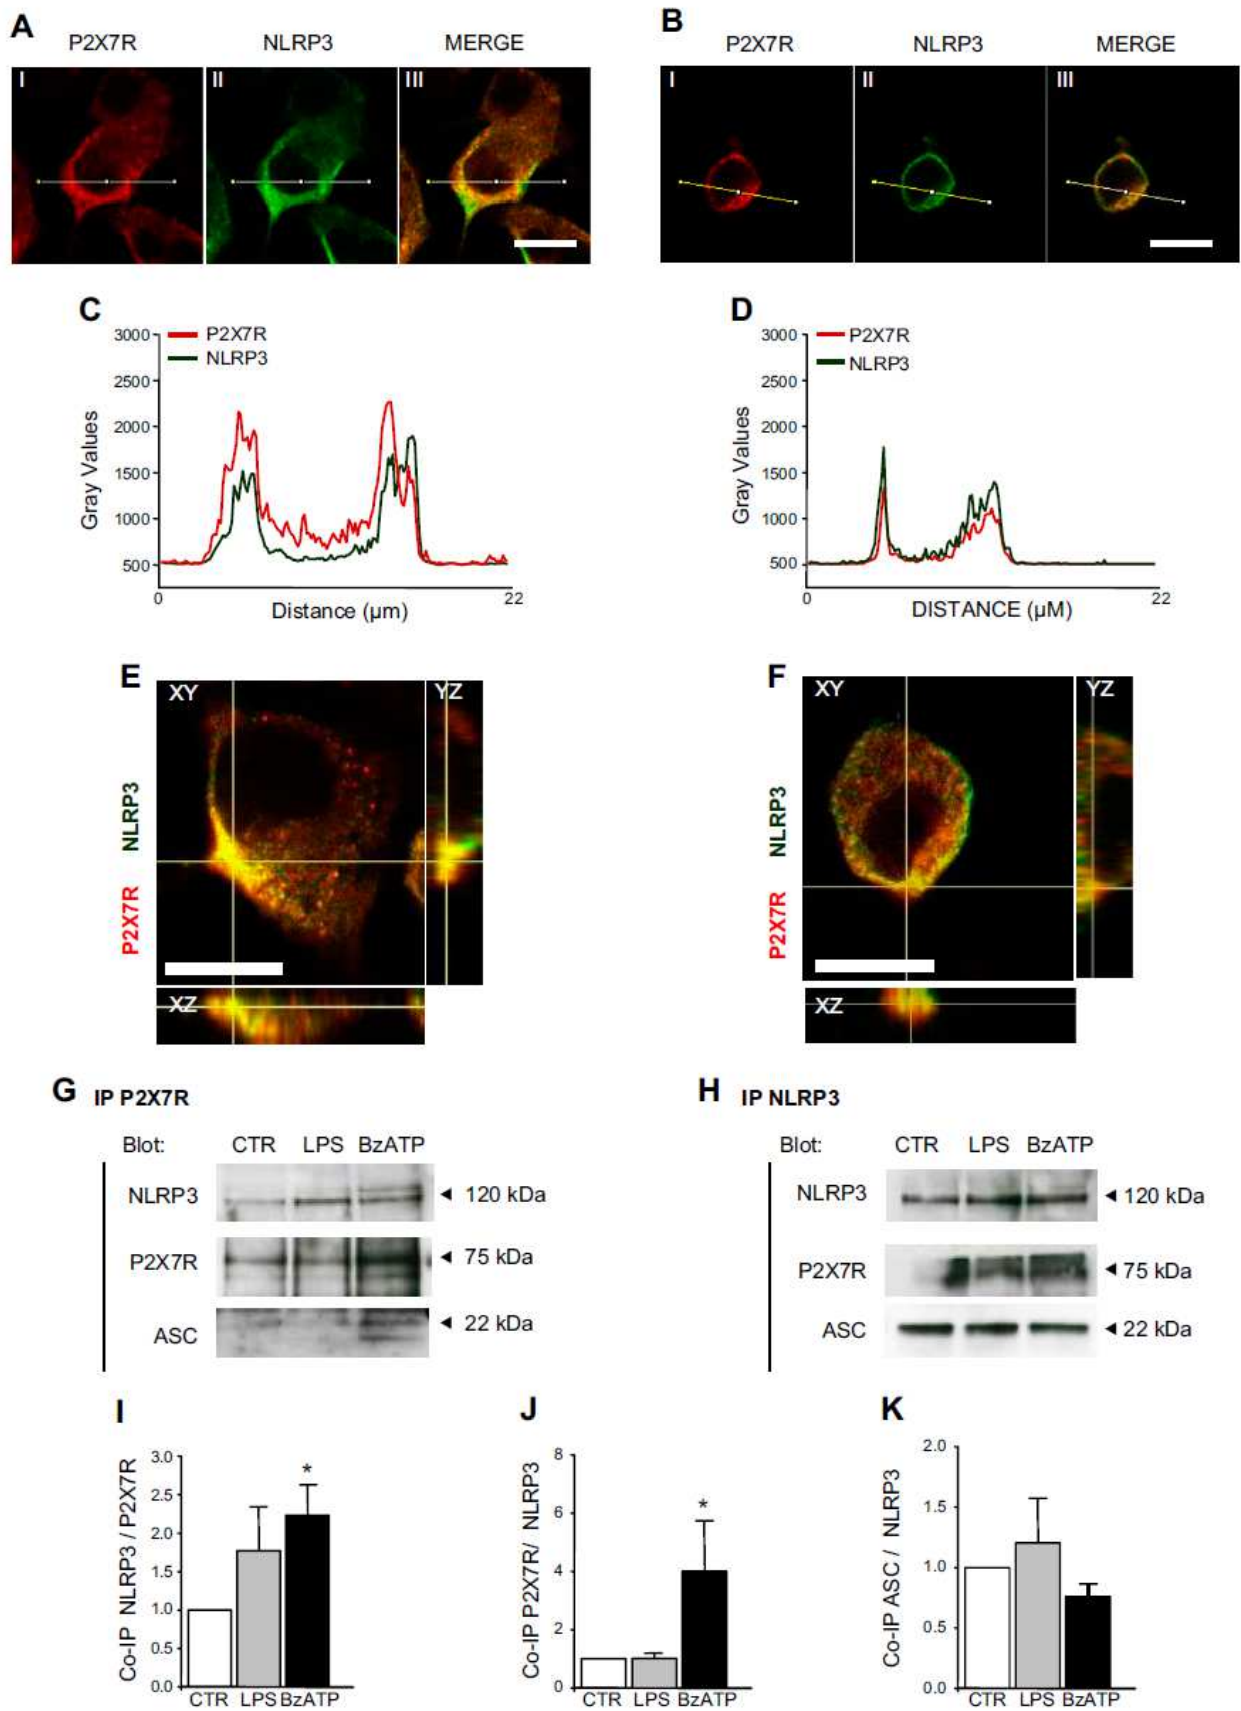 A
B
P2X7R NLRP3 MERGE
P2X7R NLRP3 MERGE
I II III
I II III
C
3000
2500
2000
1500
1000
500
Gray Values
P2X7R
NLRP3
0 22
Distance (µm)
D
3000
2500
2000
1500
1000
500
Gray Values
P2X7R
NLRP3
0 22
DISTANCE (µM)
E
P2X7R NLRP3
XY
YZ
XZ
F
P2X7R NLRP3
XY
YZ
XZ
G IP P2X7R
Blot: CTR LPS BzATP
NLRP3 120 kDa
P2X7R 75 kDa
ASC 22 kDa
H IP NLRP3
Blot: CTR LPS BzATP
NLRP3 120 kDa
P2X7R 75 kDa
ASC 22 kDa
I
Co-IP NLRP3 / P2X7R
3.0
2.5
2.0
1.5
1.0
0.5
0.0
*
CTR LPS BzATP
J
Co-IP P2X7R/ NLRP3
8
6
4
2
0
*
CTR LPS BzATP
K
Co-IP ASC / NLRP3
2.0
1.5
1.0
0.5
0.0
CTR LPS BzATP